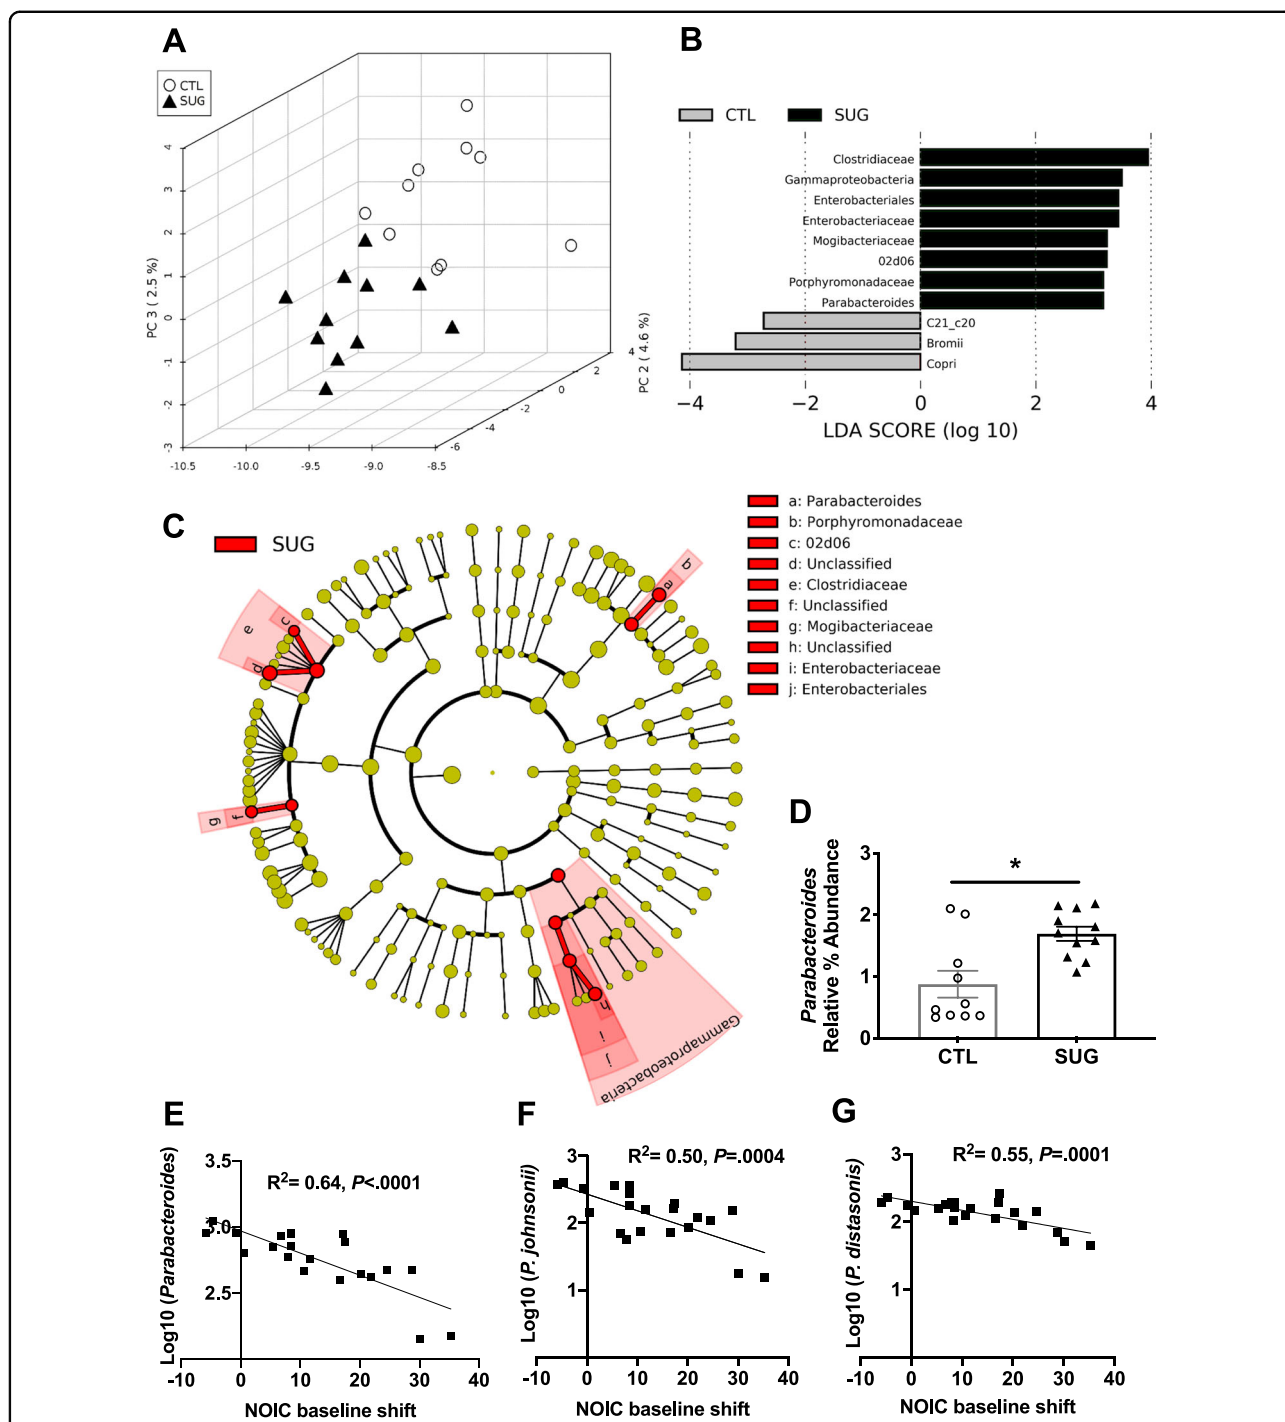 A
CTL
SUG
PC 3 ( 2.5 %)
4
3
2
1
0
-1
-2
-3
-10.5
-10.0
-9.5
-9.0
-8.5
-6
-4
-2
0
2
4
PC 2 ( 4.6 %)
B
CTL
SUG
Clostridiaceae
Gammaproteobacteria
Enterobacteriales
Enterobacteriaceae
Mogibacteriaceae
02d06
Porphyromonadaceae
Parabacteroides
C21_c20
Bromii
Copri
−4
−2
0
2
4
LDA SCORE (log 10)
C
SUG
a: Parabacteroides
b: Porphyromonadaceae
c: 02d06
d: Unclassified
e: Clostridiaceae
f: Unclassified
g: Mogibacteriaceae
h: Unclassified
i: Enterobacteriaceae
j: Enterobacteriales
a
b
c
e
d
f
g
h
i
j
Gammaproteobacteria
D
Parabacteroides
Relative % Abundance
3
2
1
0
*
CTL
SUG
E
Log10 (Parabacteroides)
3.5
3.0
2.5
R2= 0.64, P<.0001
-10 0 10 20 30 40
NOIC baseline shift
F
Log10 (P. johnsonii)
3
2
1
R2= 0.50, P=.0004
-10 0 10 20 30 40
NOIC baseline shift
G
Log10 (P. distasonis)
3
2
1
R2= 0.55, P=.0001
-10 0 10 20 30 40
NOIC baseline shift